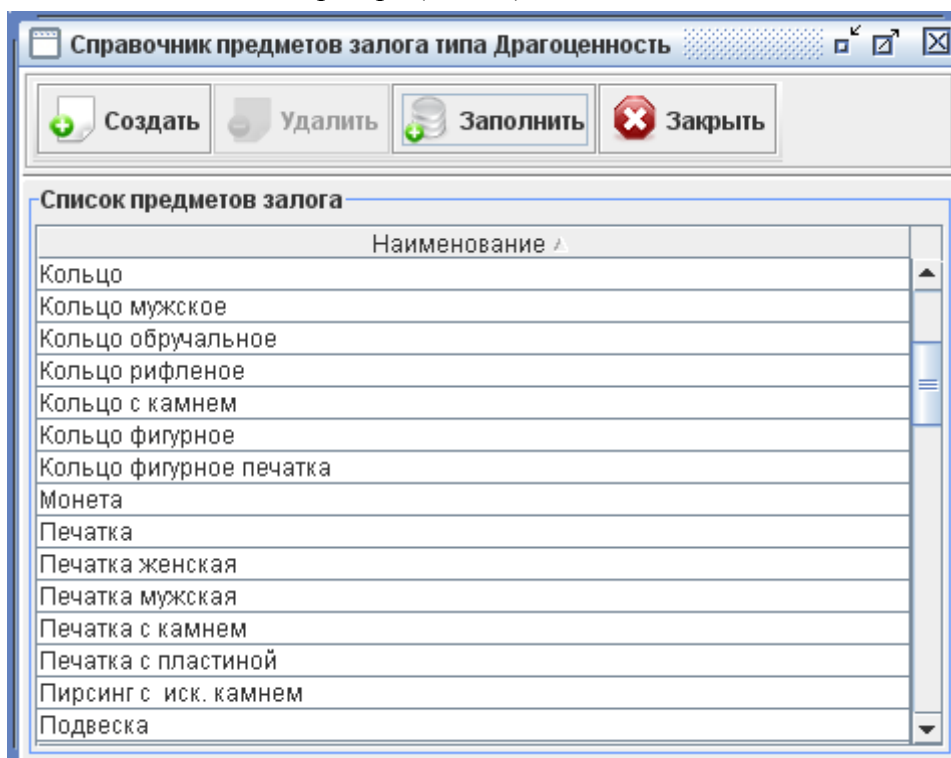 Справочник предметов залога типа Драгоценность
Создать Удалить Заполнить Закрыть
Список предметов залога
Наименование
Кольцо
Кольцо мужское
Кольцо обручальное
Кольцо рифленое
Кольцо с камнем
Кольцо фигурное
Кольцо фигурное печатка
Монета
Печатка
Печатка женская
Печатка мужская
Печатка с камнем
Печатка с пластиной
Пирсинг с  иск. камнем
Подвеска